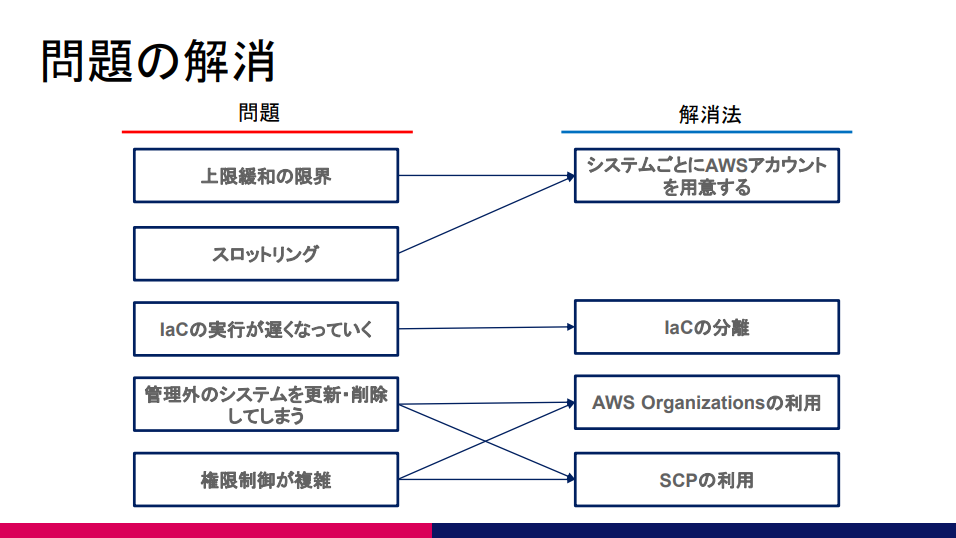 問題の解消
問題
解消法
上限緩和の限界
システムごとにAWSアカウント
を用意する
スロットリング
IaCの実行が遅くなっていく
IaCの分離
管理外のシステムを更新・削除
してしまう
AWS Organizationsの利用
権限制御が複雑
SCPの利用